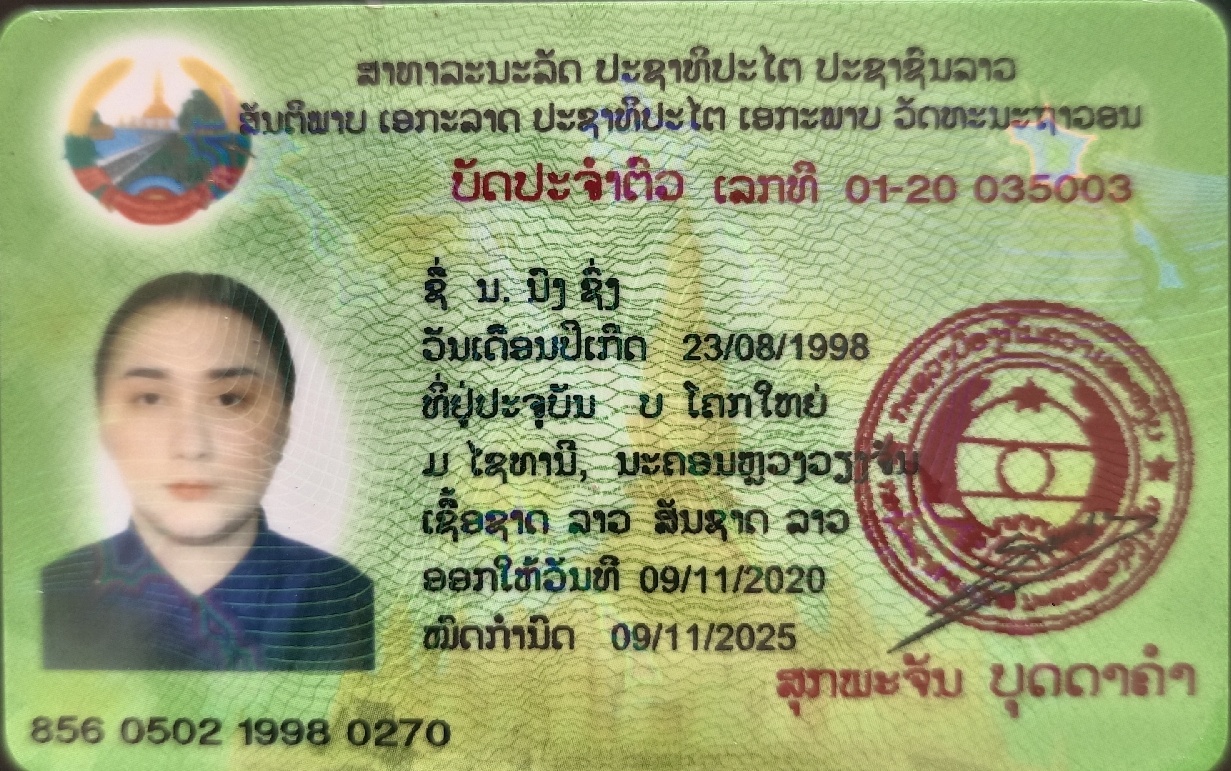 ສາທາລະນະລັດ ປະຊາທິປະໄຕ ປະຊາຊົນລາວ
ສັນຕິພາບ ເອກະລາດ ປະຊາທິປະໄຕ ເອກະພາບ ວັດທະນະຖາວອນ
ບັດປະຈຳຕົວ ເລກທີ 01-20 035003
ຊື່ ນ. ນົງ ຊົ່ງ
ວັນເດືອນປີເກີດ 23/08/1998
ທີ່ຢູ່ປະຈຸບັນ ບ ໂຄກໃຫຍ່
ມ ໄຊທານີ, ນະຄອນຫຼວງວຽງຈັນ
ເຊື້ອຊາດ ລາວ ສັນຊາດ ລາວ
ອອກໃຫ້ວັນທີ 09/11/2020
ໝົດກຳນົດ 09/11/2025
ສຸກພະຈັນ ບຸດດາຄຳ
856 0502 1998 0270